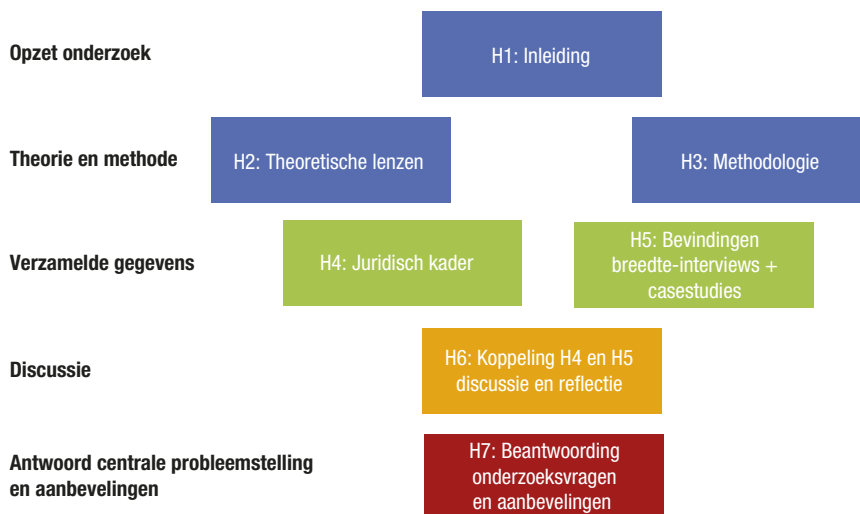 Opzet onderzoek
H1: Inleiding
Theorie en methode
H2: Theoretische lenzen
H3: Methodologie
Verzamelde gegevens
H4: Juridisch kader
H5: Bevindingen
breedte-interviews +
casestudies
Discussie
H6: Koppeling H4 en H5
discussie en reflectie
Antwoord centrale probleemstelling
en aanbevelingen
H7: Beantwoording
onderzoeksvragen
en aanbevelingen